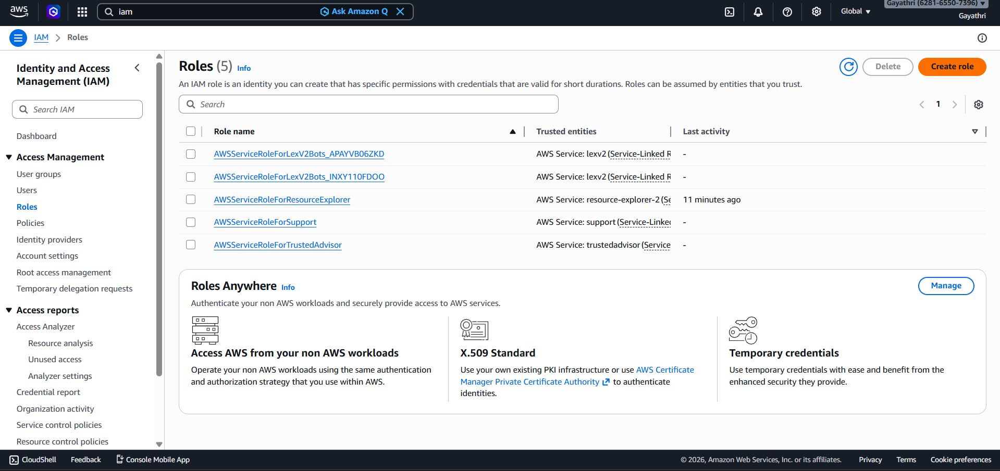 aws
iam
Ask Amazon Q
Global
Gayathri (6281-6550-7396)
Gayathri
IAM
Roles
Identity and Access
Management (IAM)
Search IAM
Dashboard
Access Management
User groups
Users
Roles
Policies
Identity providers
Account settings
Root access management
Temporary delegation requests
Access reports
Access Analyzer
Resource analysis
Unused access
Analyzer settings
Credential report
Organization activity
Service control policies
Resource control policies
Roles (5) Info
Delete
Create role
An IAM role is an identity you can create that has specific permissions with credentials that are valid for short durations. Roles can be assumed by entities that you trust.
Search
1
Role name Trusted entities Last activity
AWSServiceRoleForLexV2Bots_APAYVB06ZKD AWS Service: lexv2 (Service-Linked R -
AWSServiceRoleForLexV2Bots_INXY110FDOO AWS Service: lexv2 (Service-Linked R -
AWSServiceRoleForResourceExplorer AWS Service: resource-explorer-2 (Se 11 minutes ago
AWSServiceRoleForSupport AWS Service: support (Service-Linked -
AWSServiceRoleForTrustedAdvisor AWS Service: trustedadvisor (Service -
Roles Anywhere Info
Manage
Authenticate your non AWS workloads and securely provide access to AWS services.
Access AWS from your non AWS workloads
Operate your non AWS workloads using the same authentication
and authorization strategy that you use within AWS.
X.509 Standard
Use your own existing PKI infrastructure or use AWS Certificate
Manager Private Certificate Authority to authenticate
identities.
Temporary credentials
Use temporary credentials with ease and benefit from the
enhanced security they provide.
CloudShell Feedback Console Mobile App
© 2026, Amazon Web Services, Inc. or its affiliates. Privacy Terms Cookie preferences